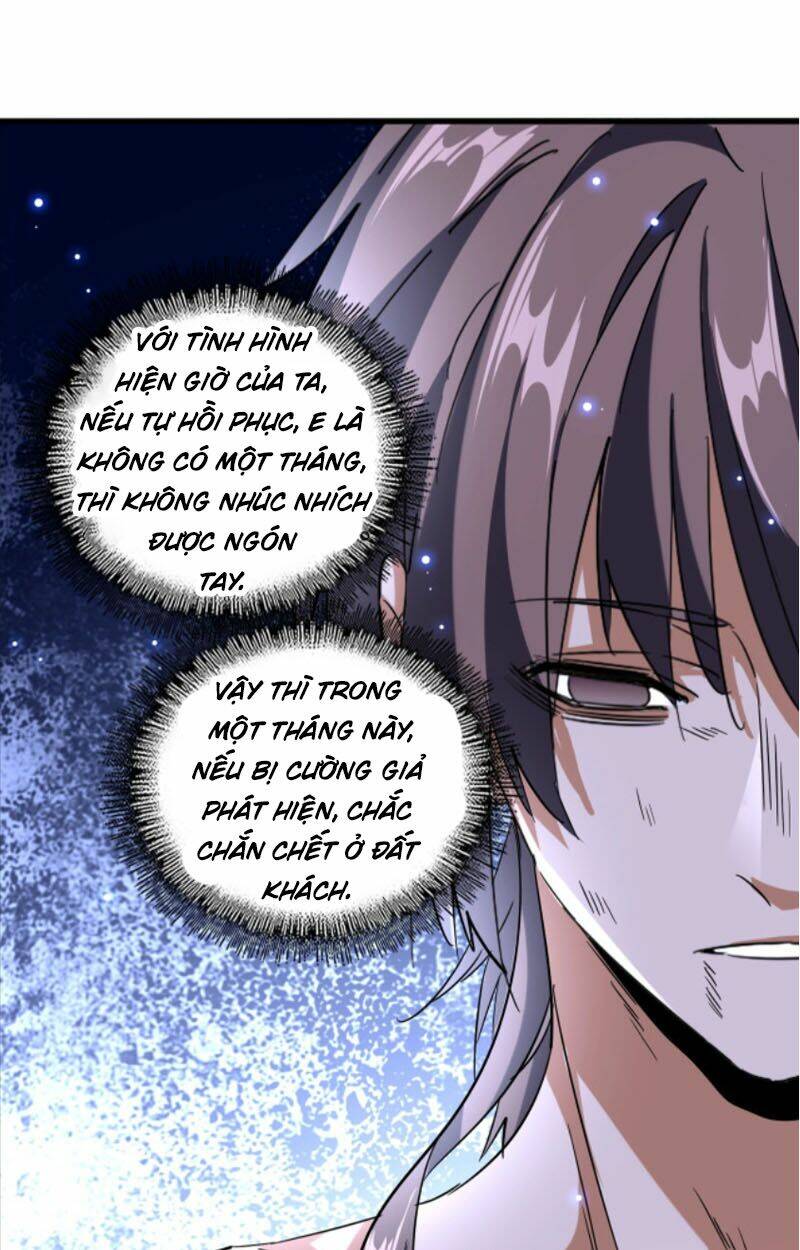 VỚI TÌNH HÌNH
HIỆN GIỜ CỦA TA,
NẾU TỰ HỒI PHỤC, E LÀ
KHÔNG CÓ MỘT THÁNG,
THÌ KHÔNG NHÚC NHÍCH
ĐƯỢC NGÓN
TAY.
VẬY THÌ TRONG
MỘT THÁNG NÀY,
NẾU BỊ CƯỜNG GIẢ
PHÁT HIỆN, CHẮC
CHẮN CHẾT Ở ĐẤT
KHÁCH.